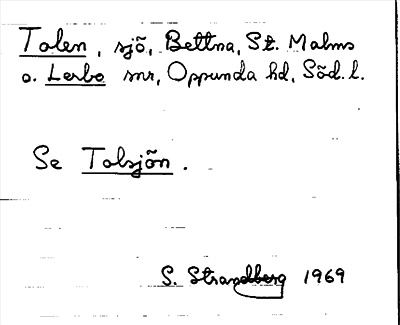 Tolen, sjö, Bettna, St. Malms
o. Lerbo snr, Oppunda hd, Söd. l.
Se Tolsjön.
S. Strandberg 1969